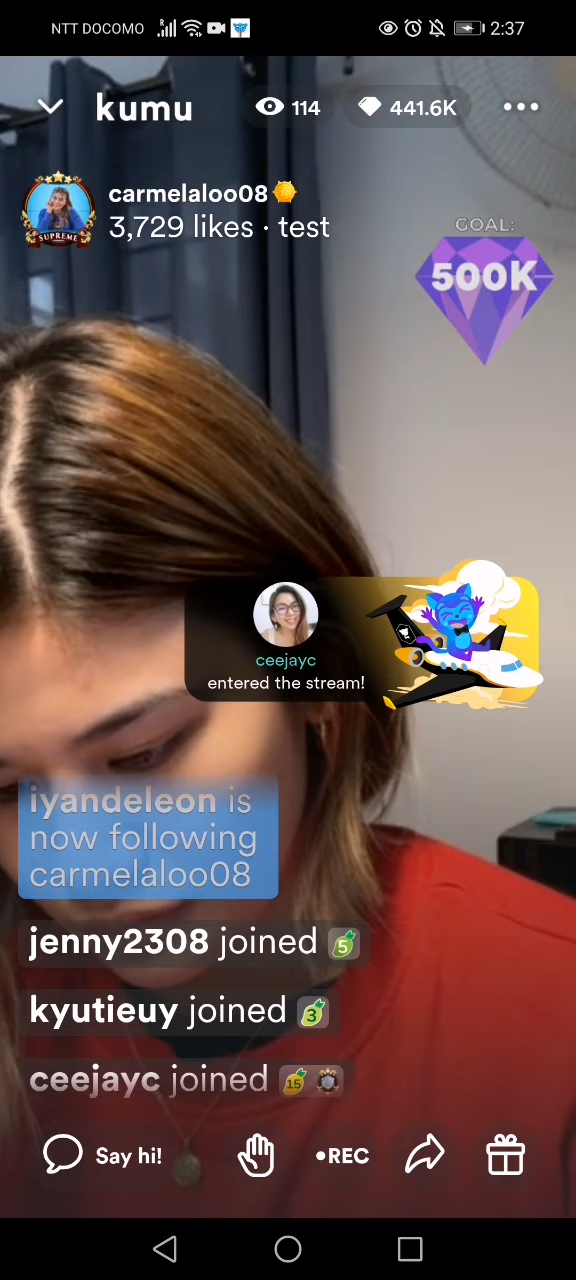 NTT DOCOMO 2:37
kumu 114 441.6K
carmelaloo08
3,729 likes · test
SUPREME
GOAL:
500K
ceejayc
entered the stream!
iyandeleon is
now following
carmelaloo08
jenny2308 joined 5
kyutieuy joined 3
ceejayc joined 15
Say hi! •REC